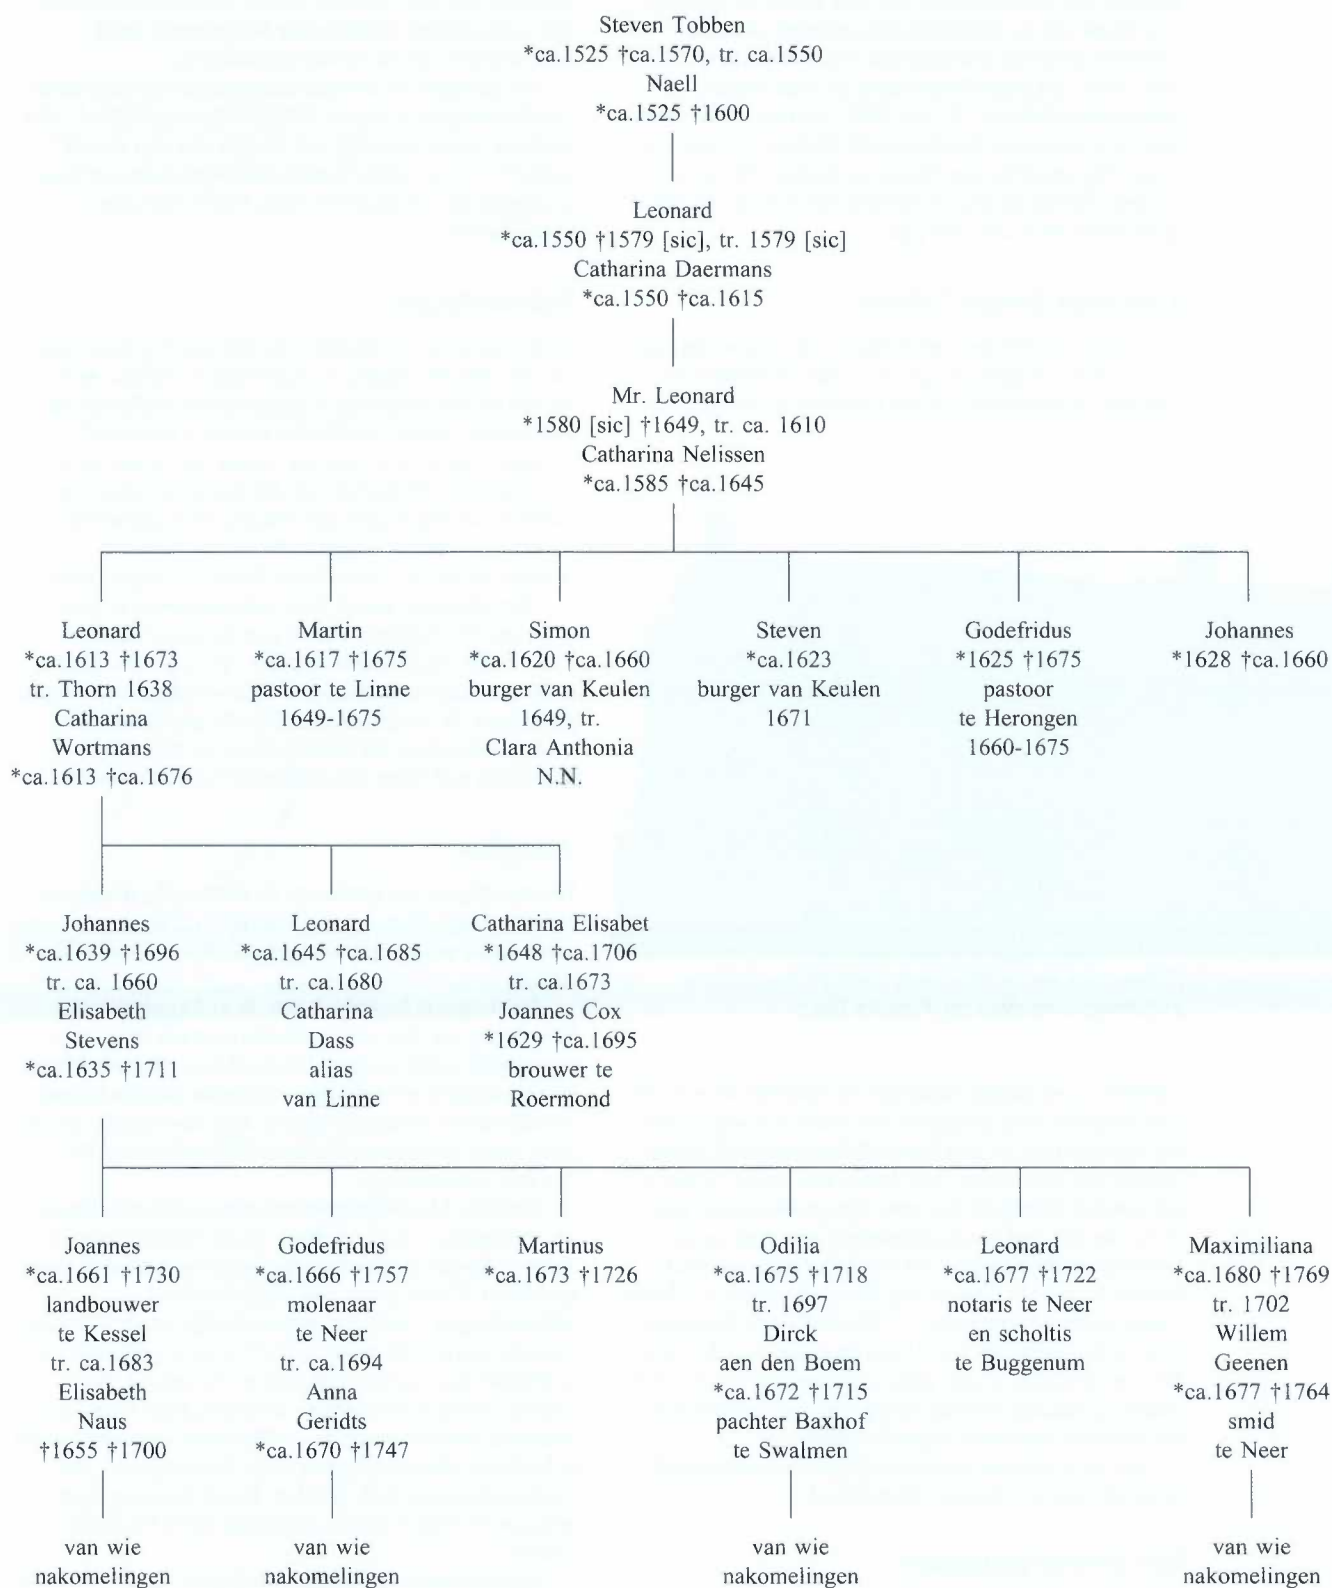 Steven Tobben
*ca.1525 †ca.1570, tr. ca.1550
Naell
*ca.1525 †1600
Leonard
*ca.1550 †1579 [sic], tr. 1579 [sic]
Catharina Daermans
*ca.1550 †ca.1615
Mr. Leonard
*1580 [sic] †1649, tr. ca. 1610
Catharina Nelissen
*ca.1585 †ca.1645
Leonard
*ca.1613 †1673
tr. Thorn 1638
Catharina
Wortmans
*ca.1613 †ca.1676
Martin
*ca.1617 †1675
pastoor te Linne
1649-1675
Simon
*ca.1620 †ca.1660
burger van Keulen
1649, tr.
Clara Anthonia
N.N.
Steven
*ca.1623
burger van Keulen
1671
Godefridus
*1625 †1675
pastoor
te Herongen
1660-1675
Johannes
*1628 †ca.1660
Johannes
*ca.1639 †1696
tr. ca. 1660
Elisabeth
Stevens
*ca.1635 †1711
Leonard
*ca.1645 †ca.1685
tr. ca.1680
Catharina
Dass
alias
van Linne
Catharina Elisabet
*1648 †ca.1706
tr. ca.1673
Joannes Cox
*1629 †ca.1695
brouwer te
Roermond
Joannes
*ca.1661 †1730
landbouwer
te Kessel
tr. ca.1683
Elisabeth
Naus
†1655 †1700
van wie
nakomelingen
Godefridus
*ca.1666 †1757
molenaar
te Neer
tr. ca.1694
Anna
Geridts
*ca.1670 †1747
van wie
nakomelingen
Martinus
*ca.1673 †1726
Odilia
*ca.1675 †1718
tr. 1697
Dirck
aen den Boem
*ca.1672 †1715
pachter Baxhof
te Swalmen
van wie
nakomelingen
Leonard
*ca.1677 †1722
notaris te Neer
en scholtis
te Buggenum
Maximiliana
*ca.1680 †1769
tr. 1702
Willem
Geenen
*ca.1677 †1764
smid
te Neer
van wie
nakomelingen